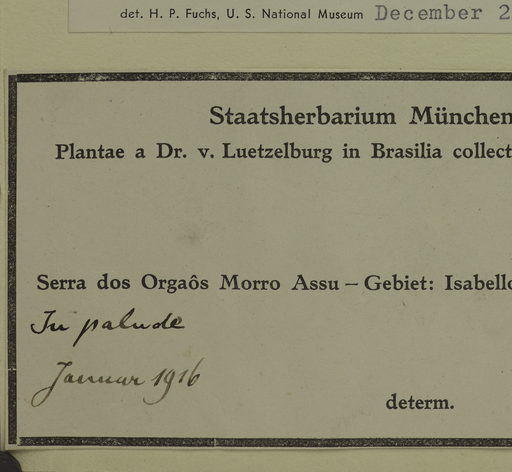 det. H. P. Fuchs, U. S. National Museum December 2
Staatsherbarium München
Plantae a Dr. v. Luetzelburg in Brasilia collect
Serra dos Orgaôs Morro Assu – Gebiet: Isabello
In palude
Januar 1916
determ.